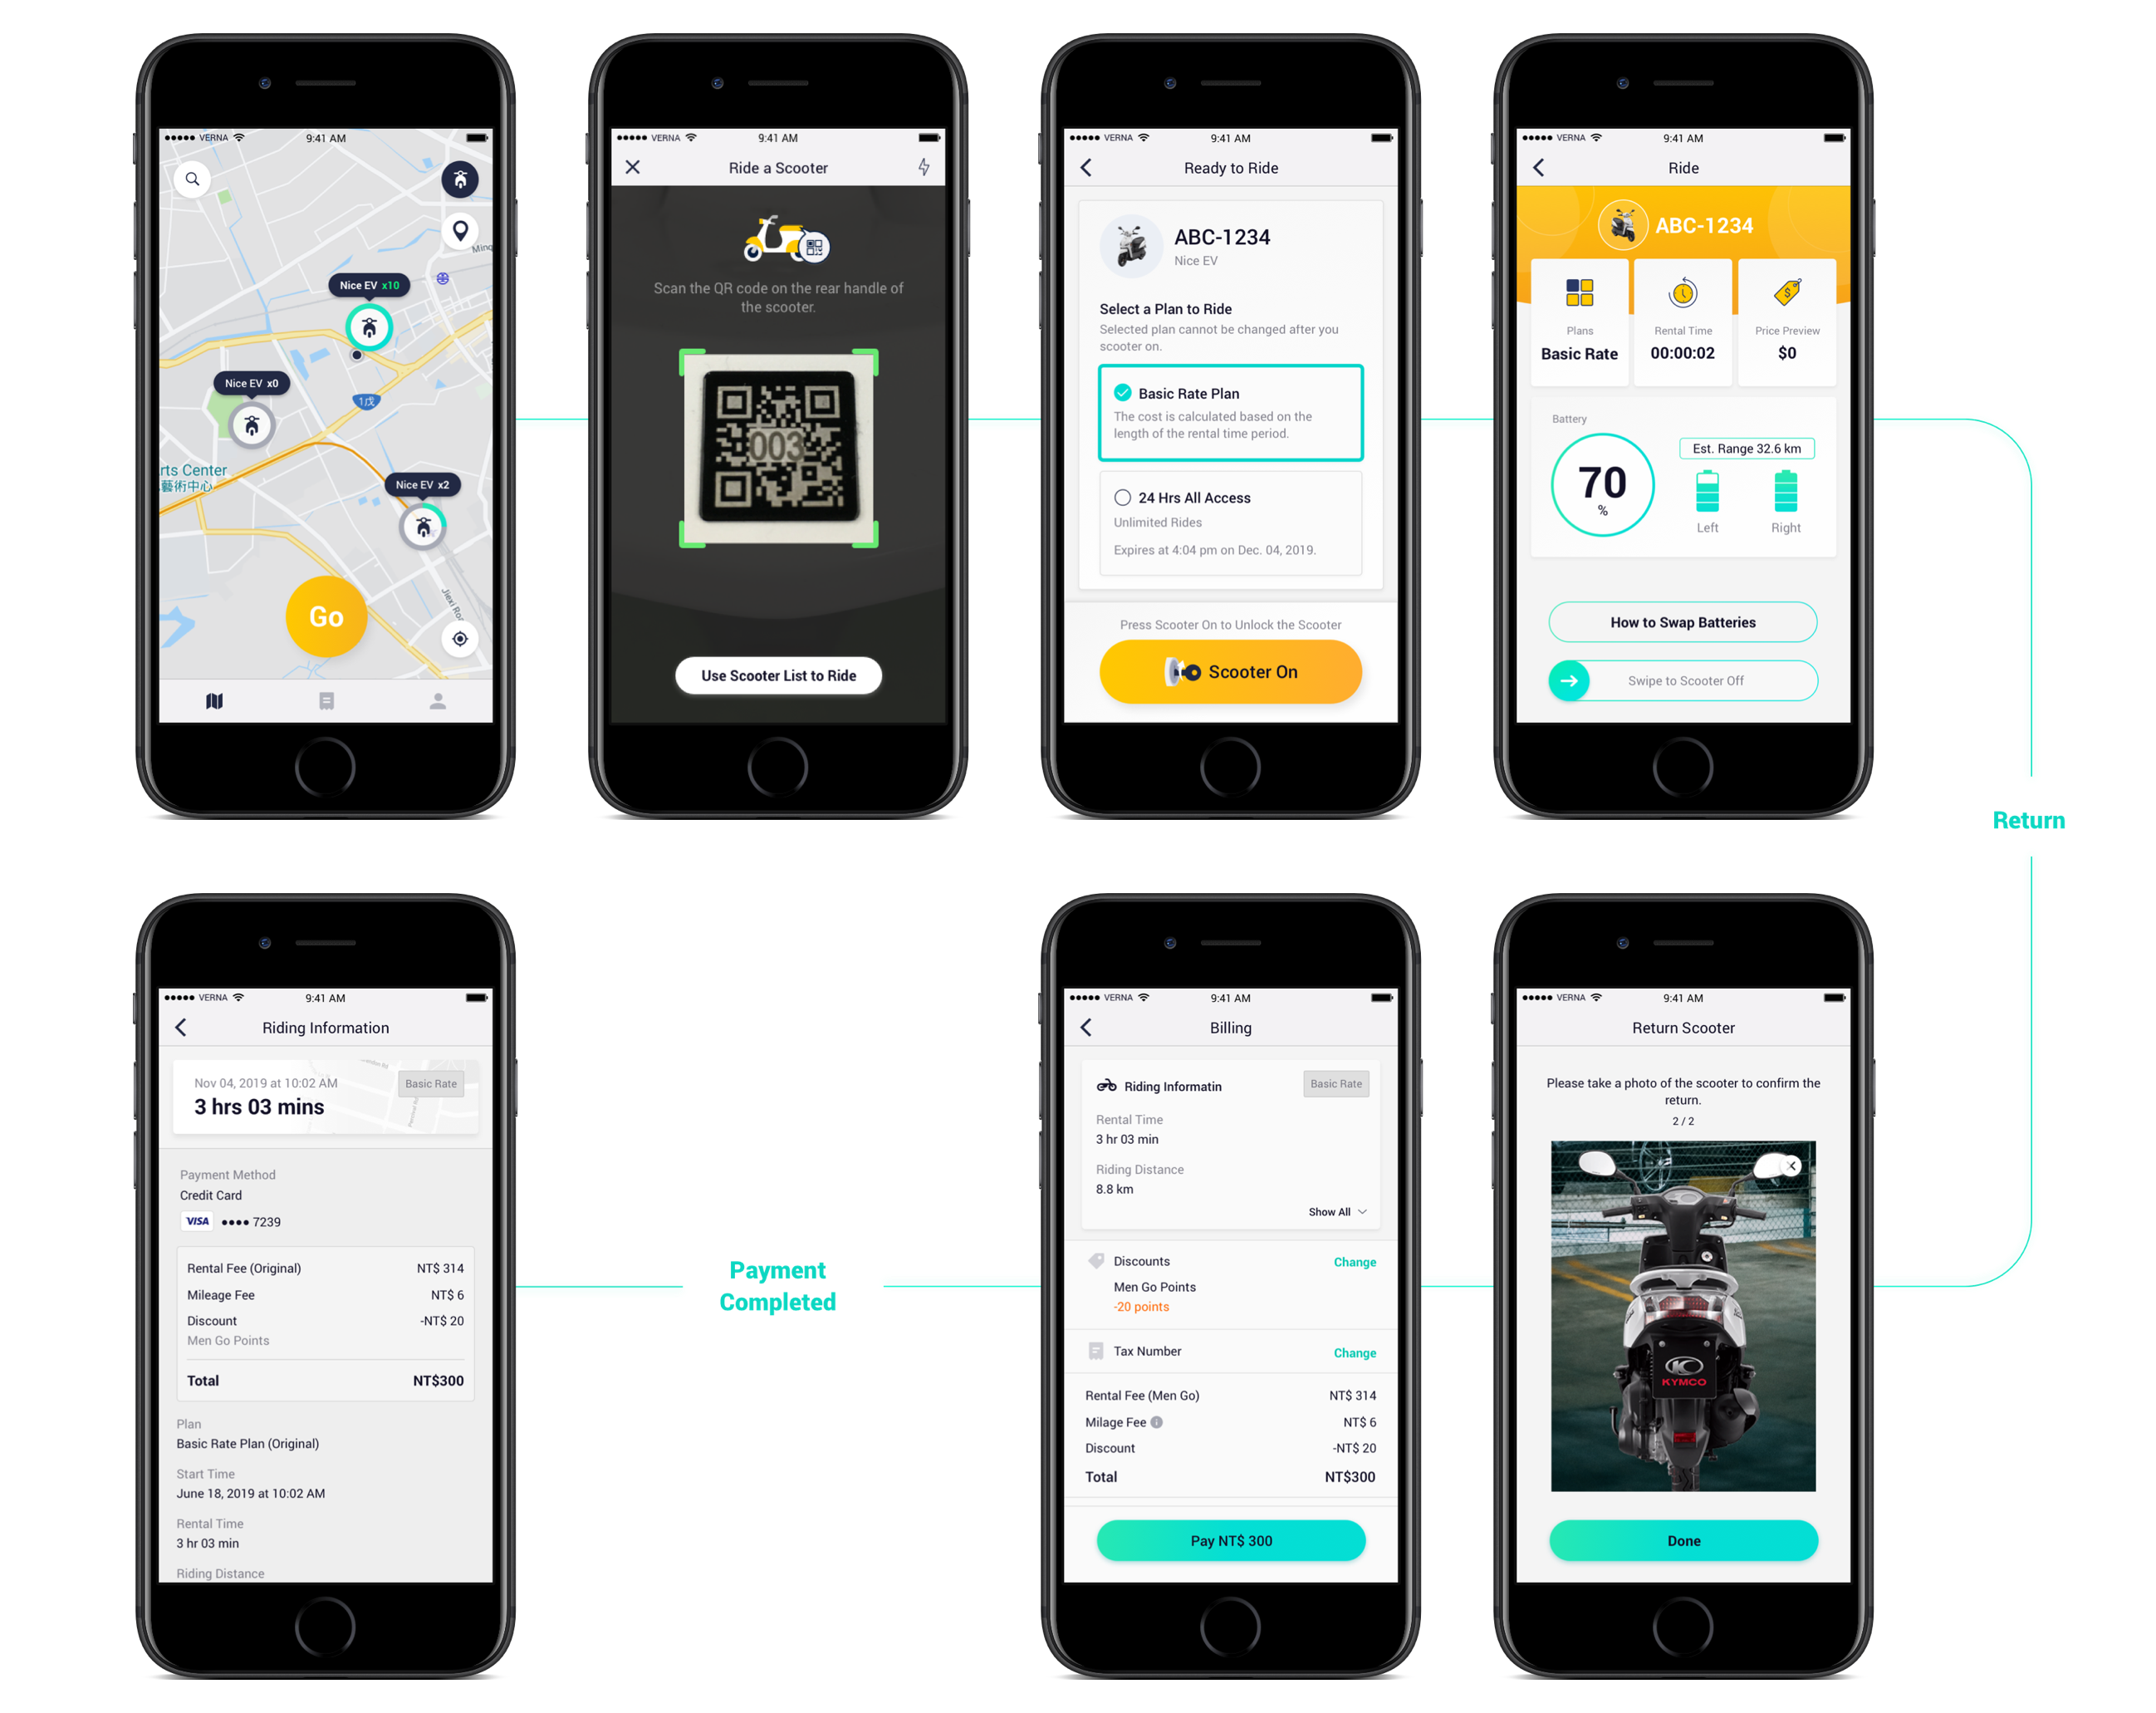 VERNA 9:41 AM
Minq
Nice EV x10
Nice EV x0
1戊
rts Center
藝術中心
Nice EV x2
Jiexi Roa
Go
VERNA 9:41 AM
Ride a Scooter
Scan the QR code on the rear handle of
the scooter.
003
Use Scooter List to Ride
VERNA 9:41 AM
Ready to Ride
ABC-1234
Nice EV
Select a Plan to Ride
Selected plan cannot be changed after you
scooter on.
Basic Rate Plan
The cost is calculated based on the
length of the rental time period.
24 Hrs All Access
Unlimited Rides
Expires at 4:04 pm on Dec. 04, 2019.
Press Scooter On to Unlock the Scooter
Scooter On
VERNA 9:41 AM
Ride
ABC-1234
Plans Rental Time Price Preview
Basic Rate 00:00:02 $0
Battery
Est. Range 32.6 km
70
%
Left Right
How to Swap Batteries
Swipe to Scooter Off
Return
VERNA 9:41 AM
Return Scooter
Please take a photo of the scooter to confirm the
return.
2 / 2
KYMCO
Done
VERNA 9:41 AM
Billing
Riding Informatin Basic Rate
Rental Time
3 hr 03 min
Riding Distance
8.8 km
Show All
Discounts Change
Men Go Points
-20 points
Tax Number Change
Rental Fee (Men Go) NT$ 314
Milage Fee NT$ 6
Discount -NT$ 20
Total NT$300
Pay NT$ 300
Payment
Completed
VERNA 9:41 AM
Riding Information
Nov 04, 2019 at 10:02 AM Basic Rate
3 hrs 03 mins
Payment Method
Credit Card
VISA •••• 7239
Rental Fee (Original) NT$ 314
Mileage Fee NT$ 6
Discount -NT$ 20
Men Go Points
Total NT$300
Plan
Basic Rate Plan (Original)
Start Time
June 18, 2019 at 10:02 AM
Rental Time
3 hr 03 min
Riding Distance